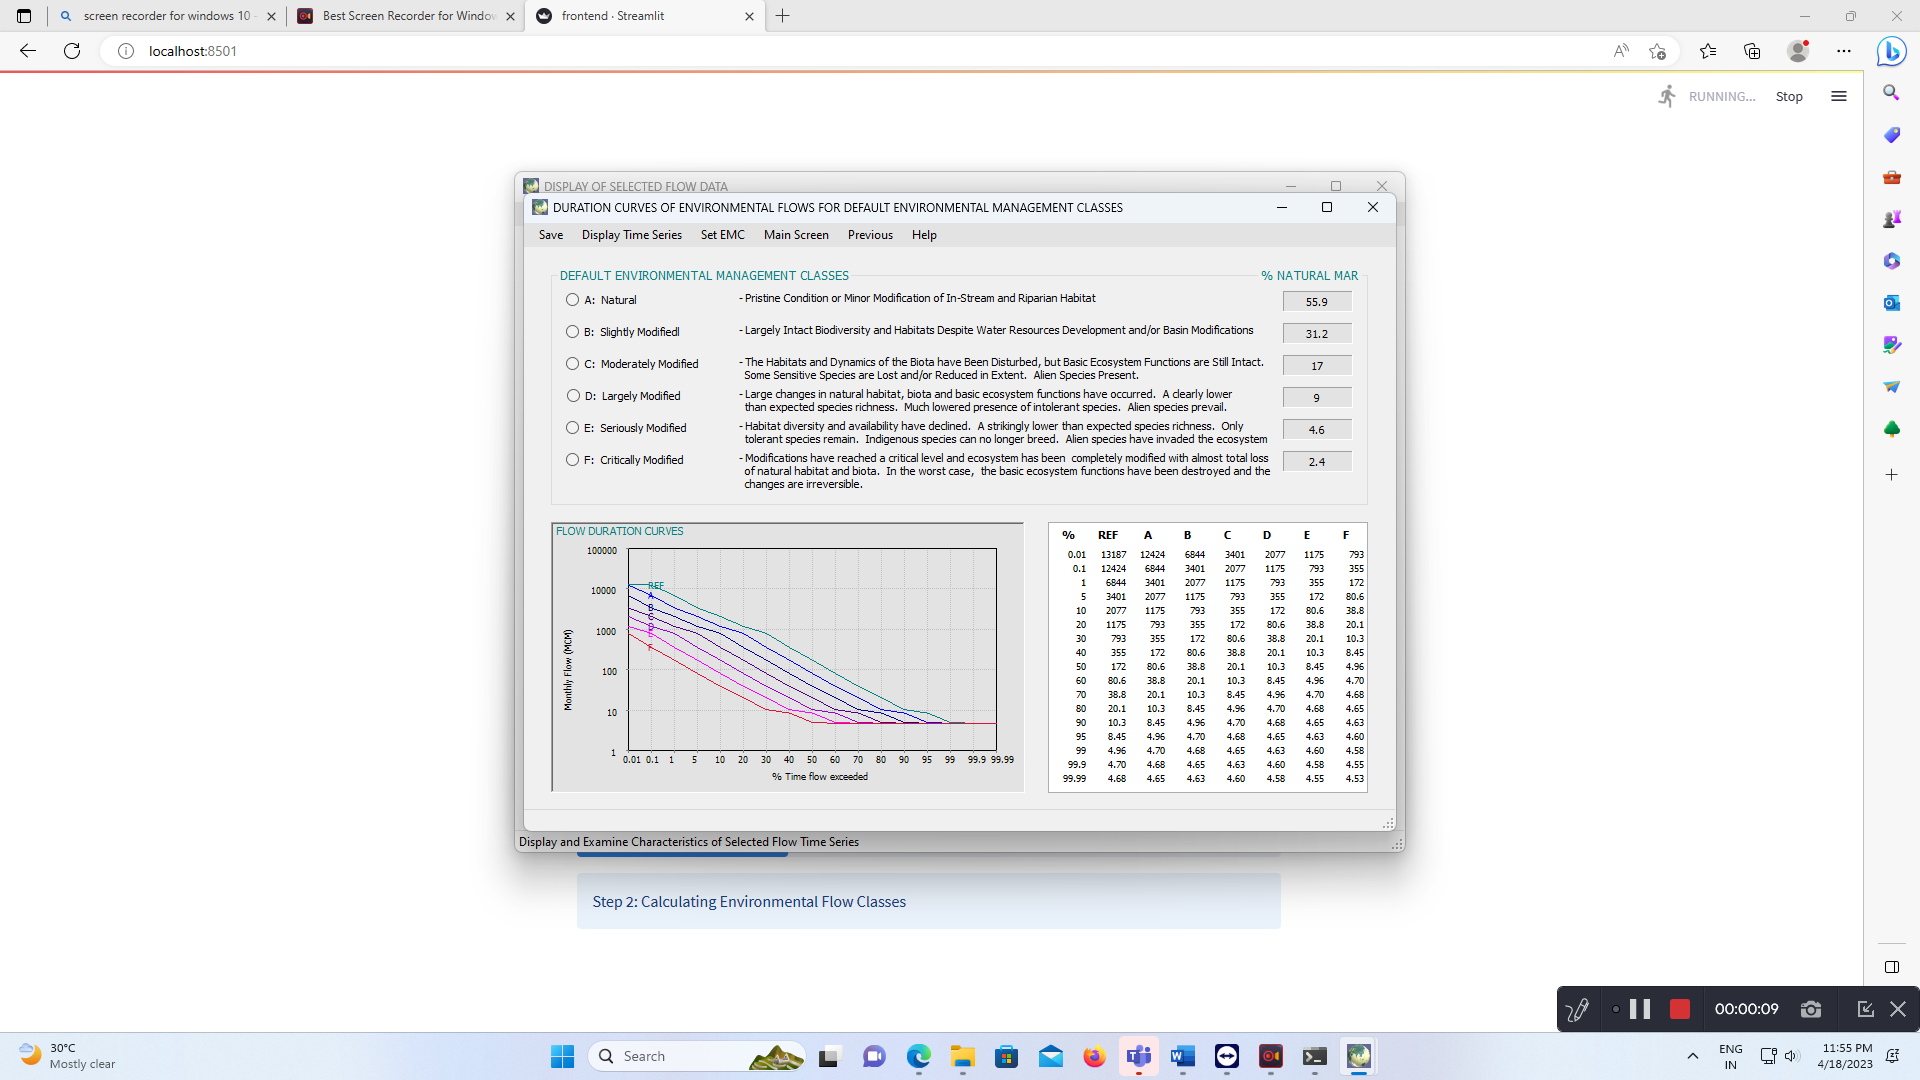 screen recorder for windows 10 -
Best Screen Recorder for Window
frontend · Streamlit
localhost:8501
RUNNING...
Stop
DISPLAY OF SELECTED FLOW DATA
DURATION CURVES OF ENVIRONMENTAL FLOWS FOR DEFAULT ENVIRONMENTAL MANAGEMENT CLASSES
Save Display Time Series Set EMC Main Screen Previous Help
DEFAULT ENVIRONMENTAL MANAGEMENT CLASSES % NATURAL MAR
A: Natural - Pristine Condition or Minor Modification of In-Stream and Riparian Habitat 55.9
B: Slightly Modifiedl - Largely Intact Biodiversity and Habitats Despite Water Resources Development and/or Basin Modifications 31.2
C: Moderately Modified - The Habitats and Dynamics of the Biota have Been Disturbed, but Basic Ecosystem Functions are Still Intact. 17
Some Sensitive Species are Lost and/or Reduced in Extent. Alien Species Present.
D: Largely Modified - Large changes in natural habitat, biota and basic ecosystem functions have occurred. A clearly lower 9
than expected species richness. Much lowered presence of intolerant species. Alien species prevail.
E: Seriously Modified - Habitat diversity and availability have declined. A strikingly lower than expected species richness. Only 4.6
tolerant species remain. Indigenous species can no longer breed. Alien species have invaded the ecosystem
F: Critically Modified - Modifications have reached a critical level and ecosystem has been completely modified with almost total loss 2.4
of natural habitat and biota. In the worst case, the basic ecosystem functions have been destroyed and the
changes are irreversible.
FLOW DURATION CURVES
100000
10000
1000
100
10
1
Monthly Flow (MCM)
REF
A
B
C
D
E
F
0.01 0.1 1 5 10 20 30 40 50 60 70 80 90 95 99 99.9 99.99
% Time flow exceeded
% REF A B C D E F
0.01 13187 12424 6844 3401 2077 1175 793
0.1 12424 6844 3401 2077 1175 793 355
1 6844 3401 2077 1175 793 355 172
5 3401 2077 1175 793 355 172 80.6
10 2077 1175 793 355 172 80.6 38.8
20 1175 793 355 172 80.6 38.8 20.1
30 793 355 172 80.6 38.8 20.1 10.3
40 355 172 80.6 38.8 20.1 10.3 8.45
50 172 80.6 38.8 20.1 10.3 8.45 4.96
60 80.6 38.8 20.1 10.3 8.45 4.96 4.70
70 38.8 20.1 10.3 8.45 4.96 4.70 4.68
80 20.1 10.3 8.45 4.96 4.70 4.68 4.65
90 10.3 8.45 4.96 4.70 4.68 4.65 4.63
95 8.45 4.96 4.70 4.68 4.65 4.63 4.60
99 4.96 4.70 4.68 4.65 4.63 4.60 4.58
99.9 4.70 4.68 4.65 4.63 4.60 4.58 4.55
99.99 4.68 4.65 4.63 4.60 4.58 4.55 4.53
Display and Examine Characteristics of Selected Flow Time Series
Step 2: Calculating Environmental Flow Classes
00:00:09
30°C
Mostly clear
Search
ENG
IN
11:55 PM
4/18/2023